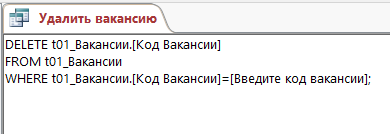 Удалить вакансию
DELETE t01_Вакансии.[Код Вакансии]
FROM t01_Вакансии
WHERE t01_Вакансии.[Код Вакансии]=[Введите код вакансии];